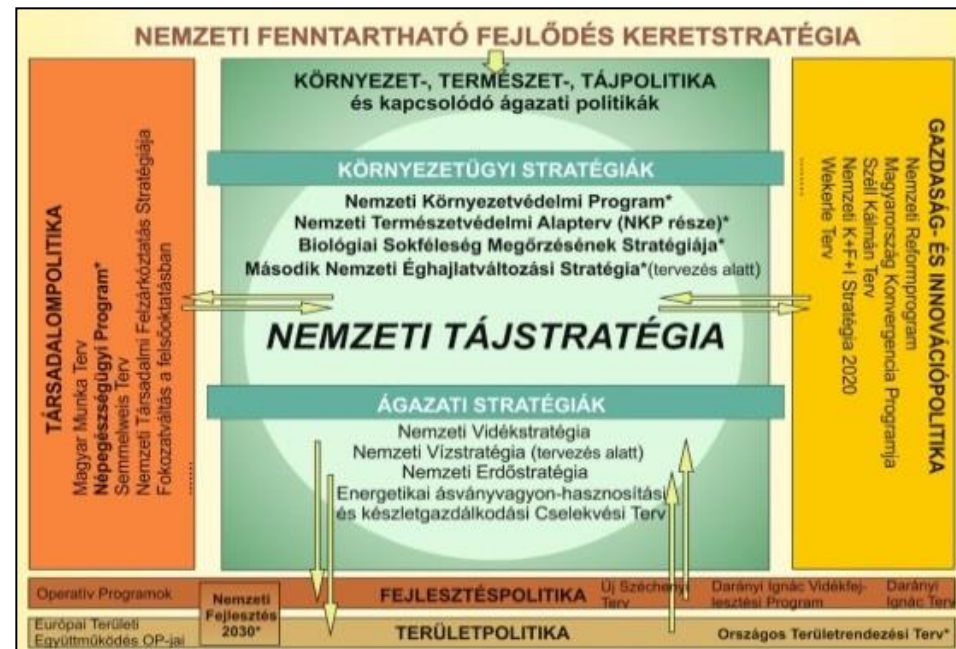 NEMZETI FENNTARTHATÓ FEJLŐDÉS KERETSTRATÉGIA
TÁRSADALOMPOLITIKA
Magyar Munka Terv
Népegészségügyi Program*
Semmelweis Terv
Nemzeti Társadalmi Felzárkóztatás Stratégiája
Fokozatváltás a felsőoktatásban
........
KÖRNYEZET-, TERMÉSZET-, TÁJPOLITIKA
és kapcsolódó ágazati politikák
KÖRNYEZETÜGYI STRATÉGIÁK
Nemzeti Környezetvédelmi Program*
Nemzeti Természetvédelmi Alapterv (NKP része)*
Biológiai Sokféleség Megőrzésének Stratégiája*
Második Nemzeti Éghajlatváltozási Stratégia*(tervezés alatt)
NEMZETI TÁJSTRATÉGIA
ÁGAZATI STRATÉGIÁK
Nemzeti Vidékstratégia
Nemzeti Vízstratégia (tervezés alatt)
Nemzeti Erdőstratégia
Energetikai ásványvagyon-hasznosítási
és készletgazdálkodási Cselekvési Terv
GAZDASÁG- ÉS INNOVÁCIÓPOLITIKA
Nemzeti Reformprogram
Magyarország Konvergencia Programja
Széll Kálmán Terv
Nemzeti K+F+I Stratégia 2020
Wekerle Terv
........
Operatív Programok
Nemzeti
Fejlesztés
2030*
FEJLESZTÉSPOLITIKA
Új Széchenyi
Terv
Darányi Ignác Vidékfej-
lesztési Program
Darányi
Ignác Terv
Európai Területi
Együttműködés OP-jai
TERÜLETPOLITIKA
Országos Területrendezési Terv*